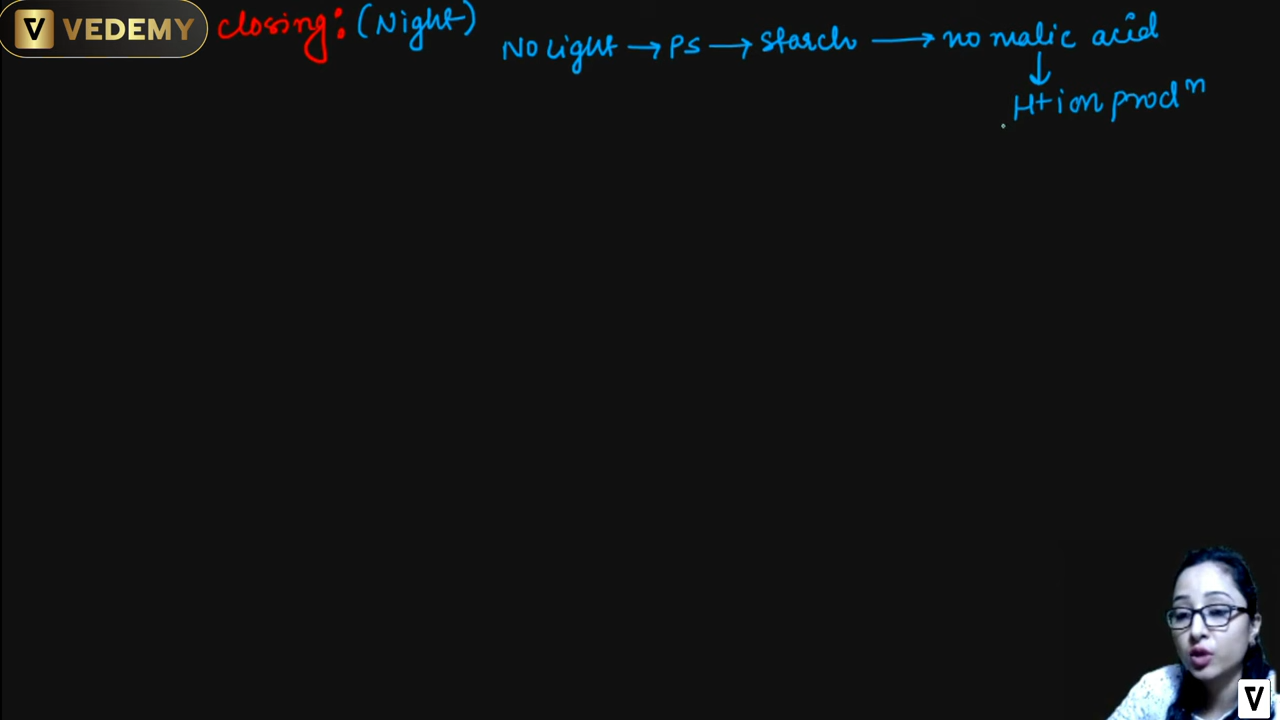 VEDEMY
closing: (Night)
No Light → PS → Starch → no malic acid
↓
H+ ion prodⁿ